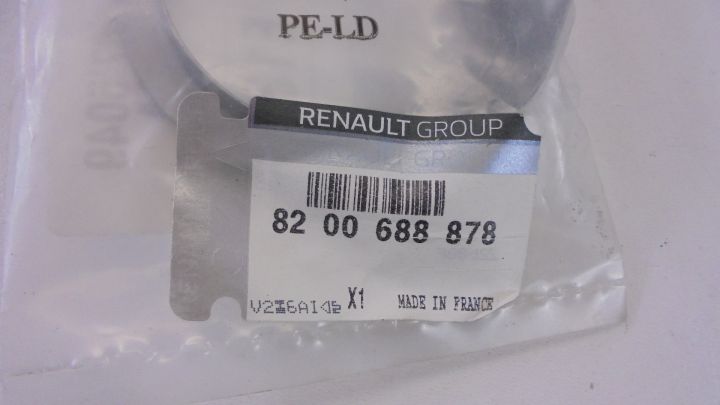 PE-LD
RENAULT GROUP
82 00 688 878
X1 MADE IN FRANCE